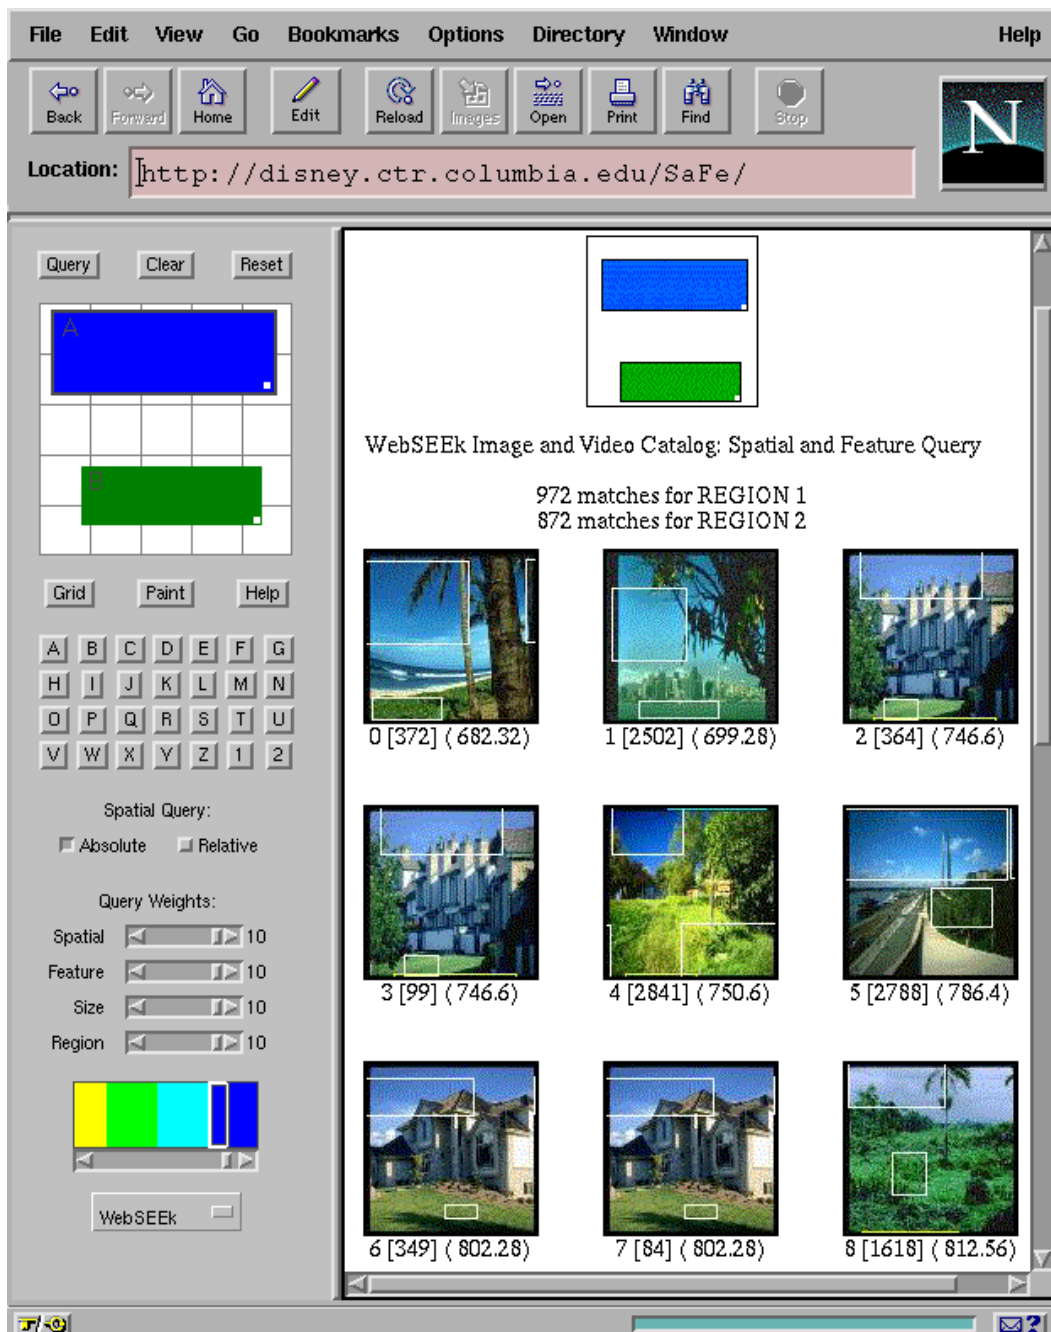 File Edit View Go Bookmarks Options Directory Window Help
Back Forward Home Edit Reload Images Open Print Find Stop
N
Location: http://disney.ctr.columbia.edu/SaFe/
Query Clear Reset
A
B
Grid Paint Help
A B C D E F G
H I J K L M N
O P Q R S T U
V W X Y Z 1 2
Spatial Query:
Absolute Relative
Query Weights:
Spatial 10
Feature 10
Size 10
Region 10
WebSEEk
WebSEEk Image and Video Catalog: Spatial and Feature Query
972 matches for REGION 1
872 matches for REGION 2
0 [372] ( 682.32) 1 [2502] ( 699.28) 2 [364] ( 746.6)
3 [99] ( 746.6) 4 [2841] ( 750.6) 5 [2788] ( 786.4)
6 [349] ( 802.28) 7 [84] ( 802.28) 8 [1618] ( 812.56)
?